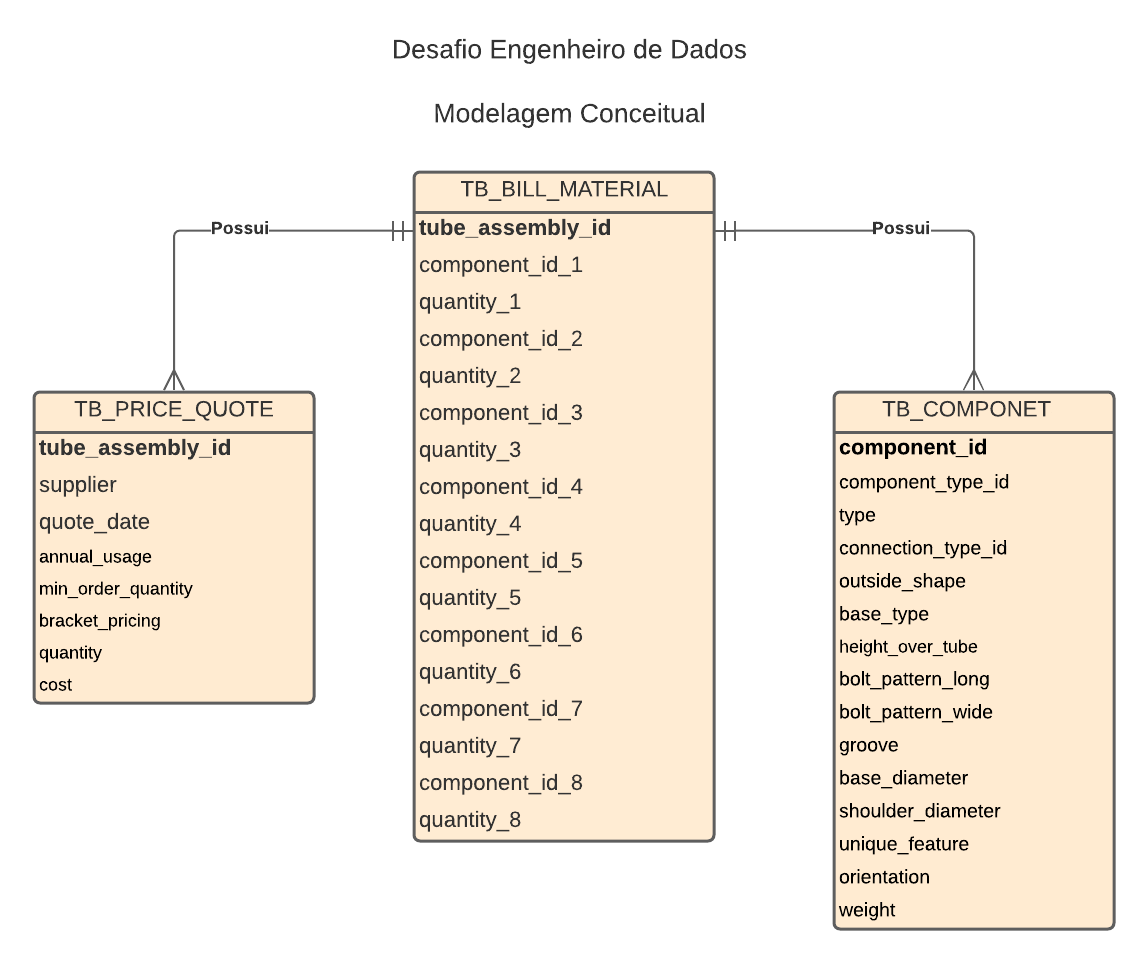 Desafio Engenheiro de Dados
Modelagem Conceitual
TB_BILL_MATERIAL
tube_assembly_id
component_id_1
quantity_1
component_id_2
quantity_2
component_id_3
quantity_3
component_id_4
quantity_4
component_id_5
quantity_5
component_id_6
quantity_6
component_id_7
quantity_7
component_id_8
quantity_8
Possui
Possui
TB_PRICE_QUOTE
tube_assembly_id
supplier
quote_date
annual_usage
min_order_quantity
bracket_pricing
quantity
cost
TB_COMPONET
component_id
component_type_id
type
connection_type_id
outside_shape
base_type
height_over_tube
bolt_pattern_long
bolt_pattern_wide
groove
base_diameter
shoulder_diameter
unique_feature
orientation
weight